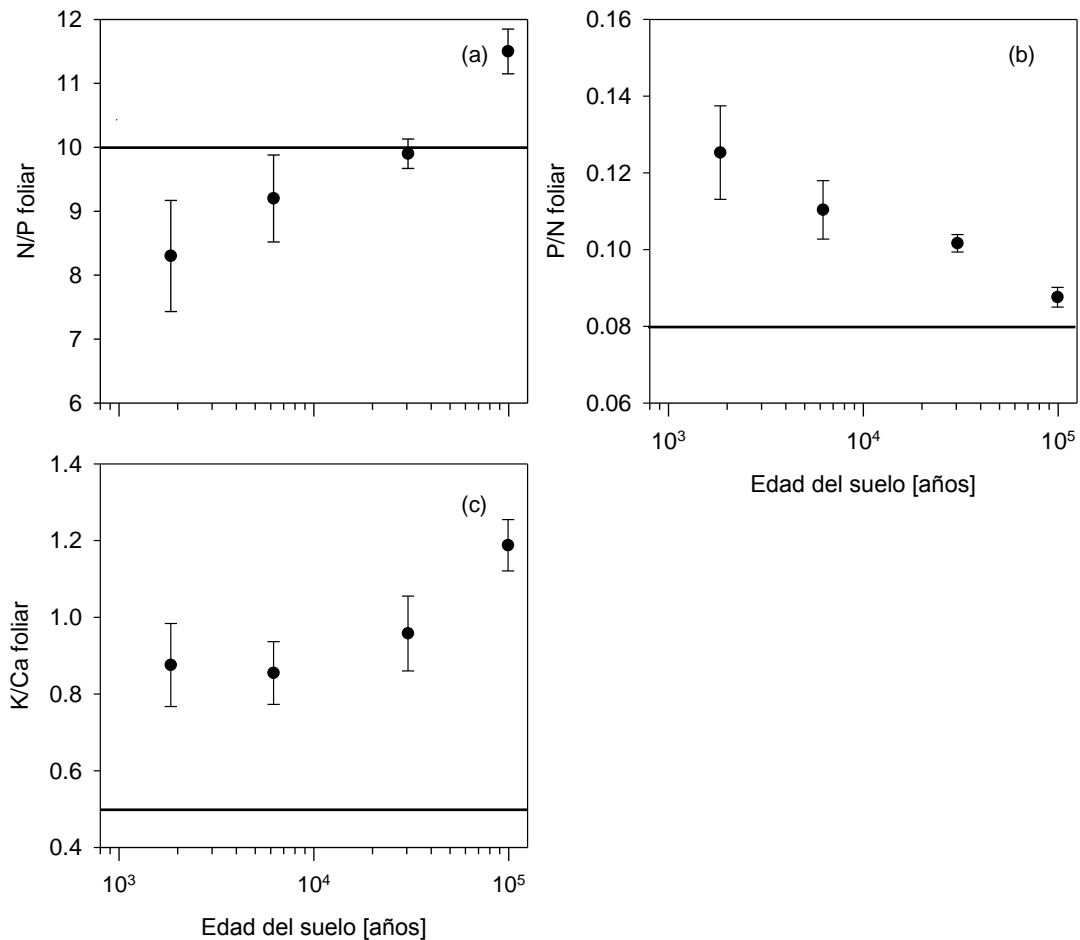 (a)
N/P foliar
12
11
10
9
8
7
6
(b)
P/N foliar
0.16
0.14
0.12
0.10
0.08
0.06
10³ 10⁴ 10⁵
Edad del suelo [años]
(c)
K/Ca foliar
1.4
1.2
1.0
0.8
0.6
0.4
10³ 10⁴ 10⁵
Edad del suelo [años]